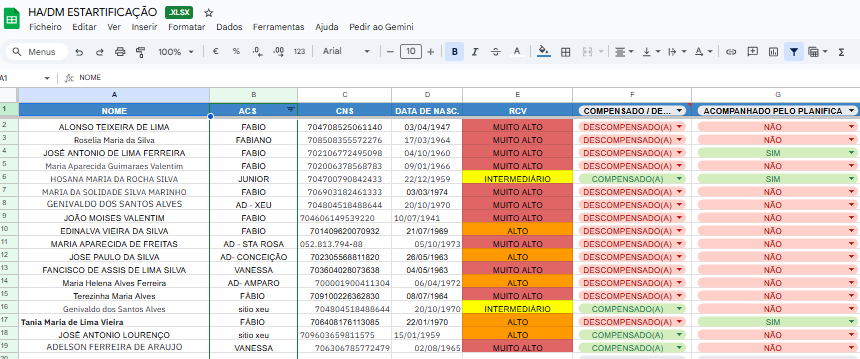 HA/DM ESTARTIFICAÇÃO .XLSX
Ficheiro Editar Ver Inserir Formatar Dados Ferramentas Ajuda Pedir ao Gemini
Menus 100% € % .0 .00 123 Arial 10 B I A
A1 NOME
A B C D E F G
1 NOME ACS CNS DATA DE NASC. RCV COMPENSADO / DE... ACOMPANHADO PELO PLANIFICA
2 ALONSO TEIXEIRA DE LIMA FABIO 704708525061140 03/04/1947 MUITO ALTO DESCOMPENSADO(A) NÃO
3 Roselia Maria da Silva FABIANO 708508355572276 17/03/1964 MUITO ALTO DESCOMPENSADO(A) NÃO
4 JOSÉ ANTONIO DE LIMA FERREIRA FABIO 702106772495098 04/10/1960 MUITO ALTO DESCOMPENSADO(A) SIM
5 Maria Aparecida Guimaraes Valentim FABIO 702006378568783 09/01/1966 MUITO ALTO DESCOMPENSADO(A) NÃO
6 HOSANA MARIA DA ROCHA SILVA JUNIOR 704700790842433 22/12/1959 INTERMEDIÁRIO COMPENSADO(A) SIM
7 MARIA DA SOLIDADE SILVA MARINHO FABIO 706903182461333 03/03/1974 MUITO ALTO DESCOMPENSADO(A) NÃO
8 GENIVALDO DOS SANTOS ALVES AD - XEU 704804518488644 20/10/1970 MUITO ALTO DESCOMPENSADO(A) NÃO
9 JOÃO MOISES VALENTIM FABIO 704606149539220 10/07/1941 MUITO ALTO DESCOMPENSADO(A) NÃO
10 EDINALVA VIEIRA DA SILVA FABIO 701409620070932 21/07/1969 ALTO DESCOMPENSADO(A) NÃO
11 MARIA APARECIDA DE FREITAS AD - STA ROSA 052.813.794-88 05/10/1973 MUITO ALTO DESCOMPENSADO(A) NÃO
12 JOSE PAULO DA SILVA AD- CONCEIÇÃO 702305568811820 26/05/1963 ALTO DESCOMPENSADO(A) NÃO
13 FANCISCO DE ASSIS DE LIMA SILVA VANESSA 703604028073638 04/05/1963 MUITO ALTO DESCOMPENSADO(A) NÃO
14 Maria Helena Alves Ferreira AD- AMPARO 700001900411304 06/04/1972 ALTO DESCOMPENSADO(A) NÃO
15 Terezinha Maria Alves FÁBIO 709100226362830 08/07/1964 MUITO ALTO DESCOMPENSADO(A) NÃO
16 Genivaldo dos Santos Alves sitio xeu 704804518488644 20/10/1970 INTERMEDIÁRIO COMPENSADO(A) NÃO
17 Tania Maria de Lima Vieira FÁBIO 706408176113085 22/01/1970 ALTO DESCOMPENSADO(A) SIM
18 JOSÉ ANTONIO LOURENÇO sitio xeu 709603659811575 15/01/1959 ALTO COMPENSADO(A) NÃO
19 ADELSON FERREIRA DE ARAUJO VANESSA 706306785772479 02/08/1965 MUITO ALTO COMPENSADO(A) NÃO